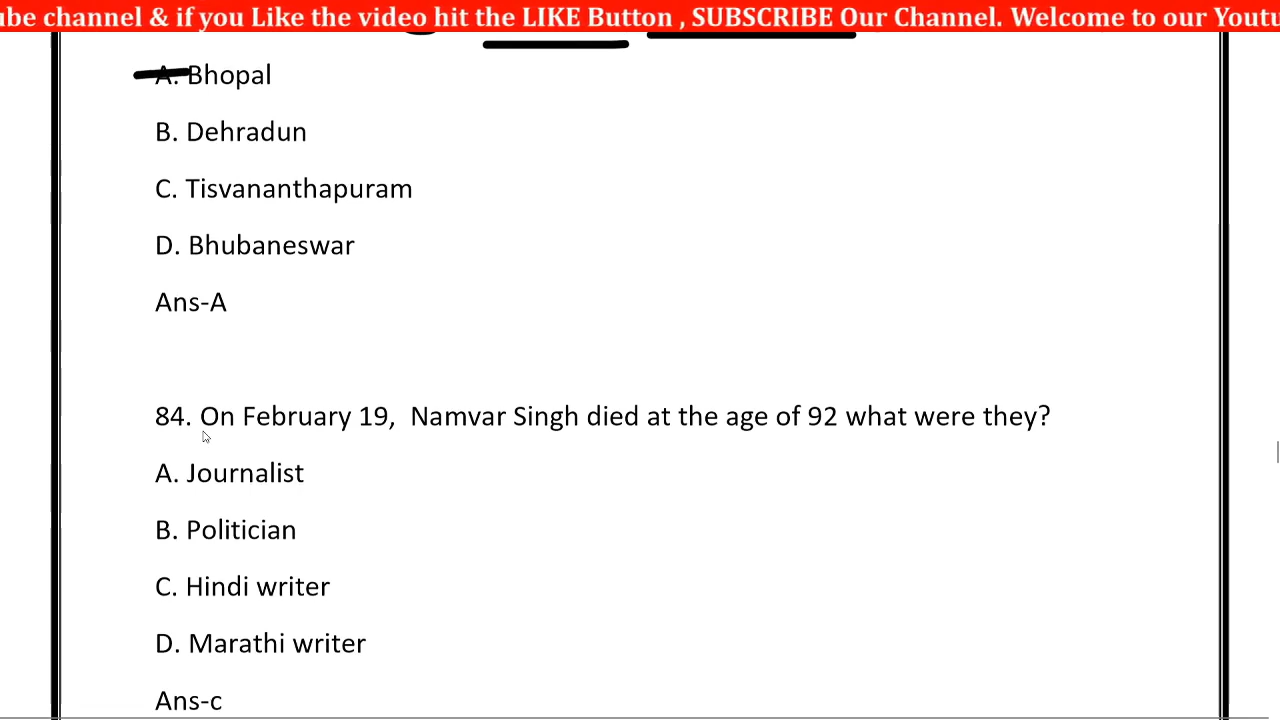 be channel & if you Like the video hit the LIKE Button , SUBSCRIBE Our Channel. Welcome to our Youtu
A. Bhopal
B. Dehradun
C. Tisvananthapuram
D. Bhubaneswar
Ans-A
84. On February 19,  Namvar Singh died at the age of 92 what were they?
A. Journalist
B. Politician
C. Hindi writer
D. Marathi writer
Ans-c